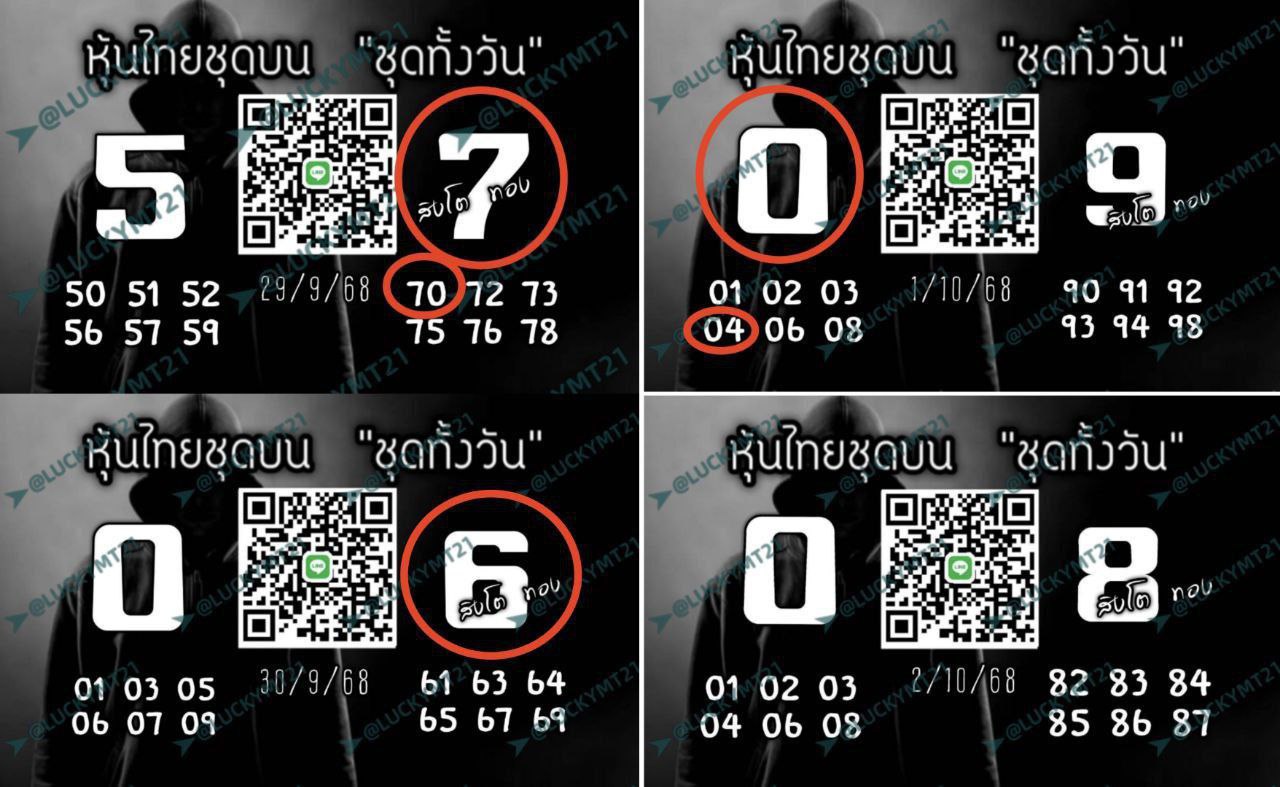 หุ้นไทยชุดบน "ชุดทั้งวัน"
5 7
สิงโต ทอง
29/9/68
50 51 52 70 72 73
56 57 59 75 76 78
หุ้นไทยชุดบน "ชุดทั้งวัน"
0 9
สิงโต ทอง
1/10/68
01 02 03 90 91 92
04 06 08 93 94 98
หุ้นไทยชุดบน "ชุดทั้งวัน"
0 6
สิงโต ทอง
30/9/68
01 03 05 61 63 64
06 07 09 65 67 69
หุ้นไทยชุดบน "ชุดทั้งวัน"
0 8
สิงโต ทอง
2/10/68
01 02 03 82 83 84
04 06 08 85 86 87
@LUCKYMT21